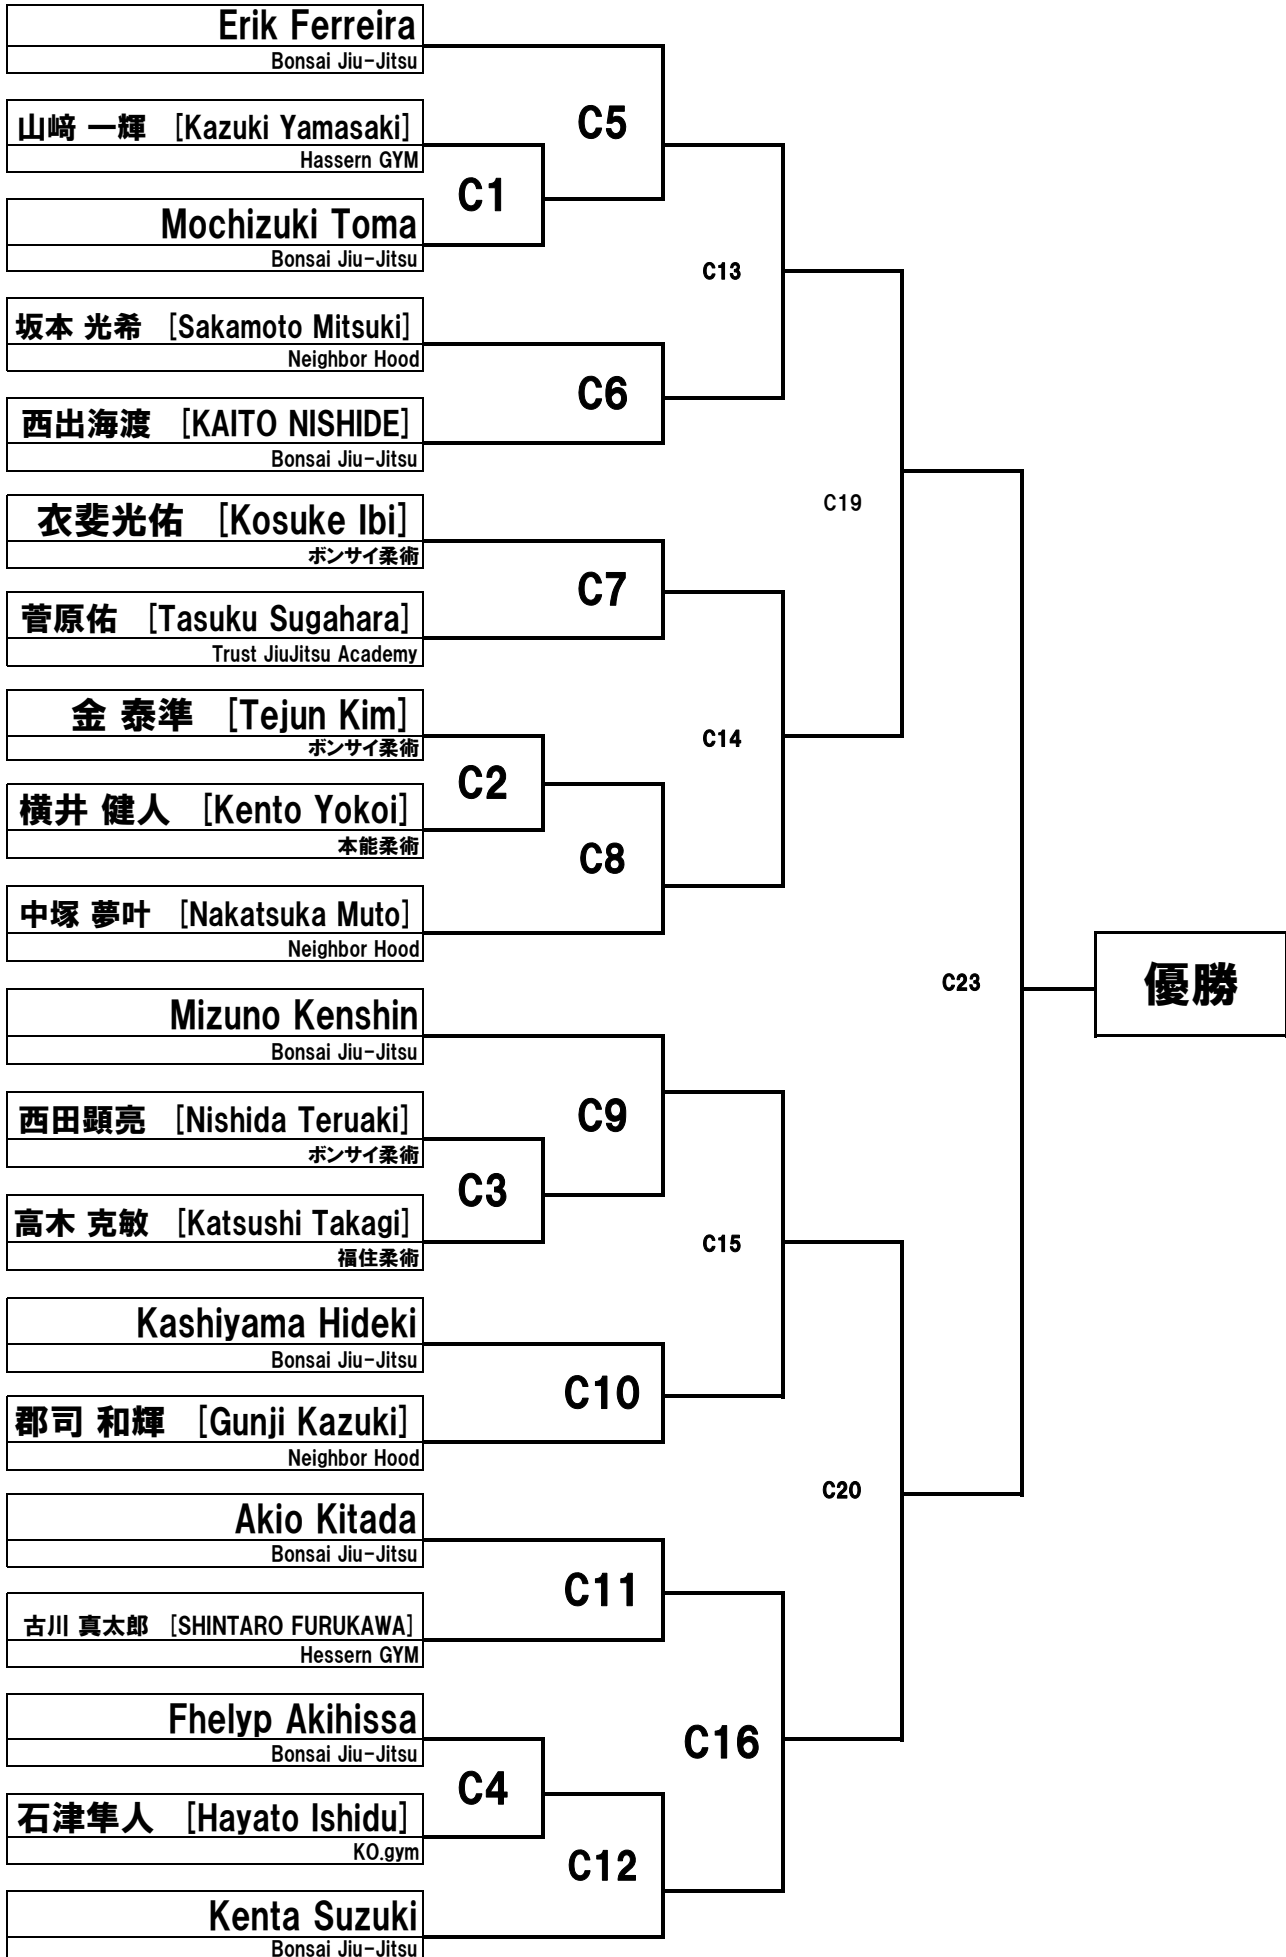 Erik Ferreira
Bonsai Jiu-Jitsu
C5
山﨑 一輝 [Kazuki Yamasaki]
Hassern GYM
C1
Mochizuki Toma
Bonsai Jiu-Jitsu
C13
坂本 光希 [Sakamoto Mitsuki]
Neighbor Hood
C6
西出海渡 [KAITO NISHIDE]
Bonsai Jiu-Jitsu
C19
衣斐光佑 [Kosuke Ibi]
ボンサイ柔術
C7
菅原佑 [Tasuku Sugahara]
Trust JiuJitsu Academy
金 泰準 [Tejun Kim]
ボンサイ柔術
C14
C2
横井 健人 [Kento Yokoi]
本能柔術
C8
中塚 夢叶 [Nakatsuka Muto]
Neighbor Hood
C23
優勝
Mizuno Kenshin
Bonsai Jiu-Jitsu
C9
西田顕亮 [Nishida Teruaki]
ボンサイ柔術
C3
高木 克敏 [Katsushi Takagi]
福住柔術
C15
Kashiyama Hideki
Bonsai Jiu-Jitsu
C10
郡司 和輝 [Gunji Kazuki]
Neighbor Hood
C20
Akio Kitada
Bonsai Jiu-Jitsu
C11
古川 真太郎 [SHINTARO FURUKAWA]
Hessern GYM
Fhelyp Akihissa
Bonsai Jiu-Jitsu
C16
C4
石津隼人 [Hayato Ishidu]
KO.gym
C12
Kenta Suzuki
Bonsai Jiu-Jitsu